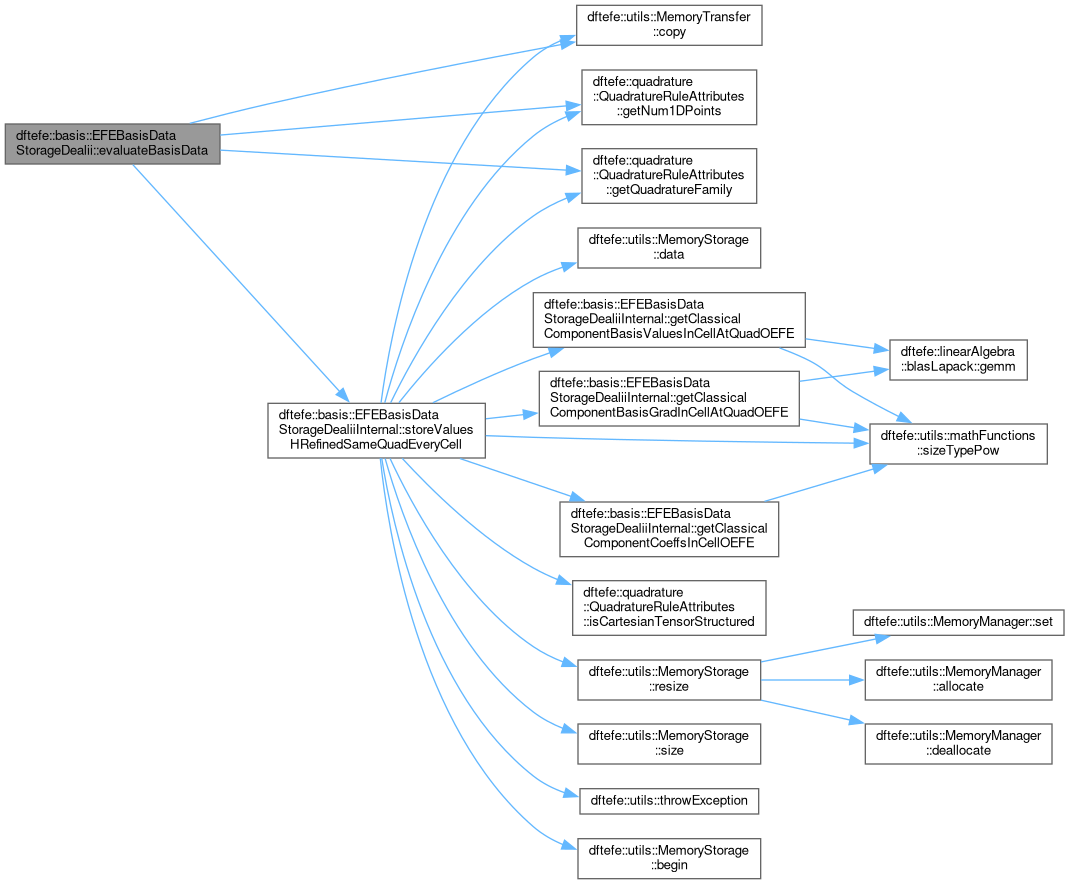 dftefe::basis::EFEBasisData
StorageDealii::evaluateBasisData
dftefe::utils::MemoryTransfer
::copy
dftefe::quadrature
::QuadratureRuleAttributes
::getNum1DPoints
dftefe::quadrature
::QuadratureRuleAttributes
::getQuadratureFamily
dftefe::utils::MemoryStorage
::data
dftefe::basis::EFEBasisData
StorageDealiiInternal::getClassical
ComponentBasisValuesInCellAtQuadOEFE
dftefe::linearAlgebra
::blasLapack::gemm
dftefe::basis::EFEBasisData
StorageDealiiInternal::getClassical
ComponentBasisGradInCellAtQuadOEFE
dftefe::basis::EFEBasisData
StorageDealiiInternal::storeValues
HRefinedSameQuadEveryCell
dftefe::utils::mathFunctions
::sizeTypePow
dftefe::basis::EFEBasisData
StorageDealiiInternal::getClassical
ComponentCoeffsInCellOEFE
dftefe::quadrature
::QuadratureRuleAttributes
::isCartesianTensorStructured
dftefe::utils::MemoryManager::set
dftefe::utils::MemoryStorage
::resize
dftefe::utils::MemoryManager
::allocate
dftefe::utils::MemoryManager
::deallocate
dftefe::utils::MemoryStorage
::size
dftefe::utils::throwException
dftefe::utils::MemoryStorage
::begin